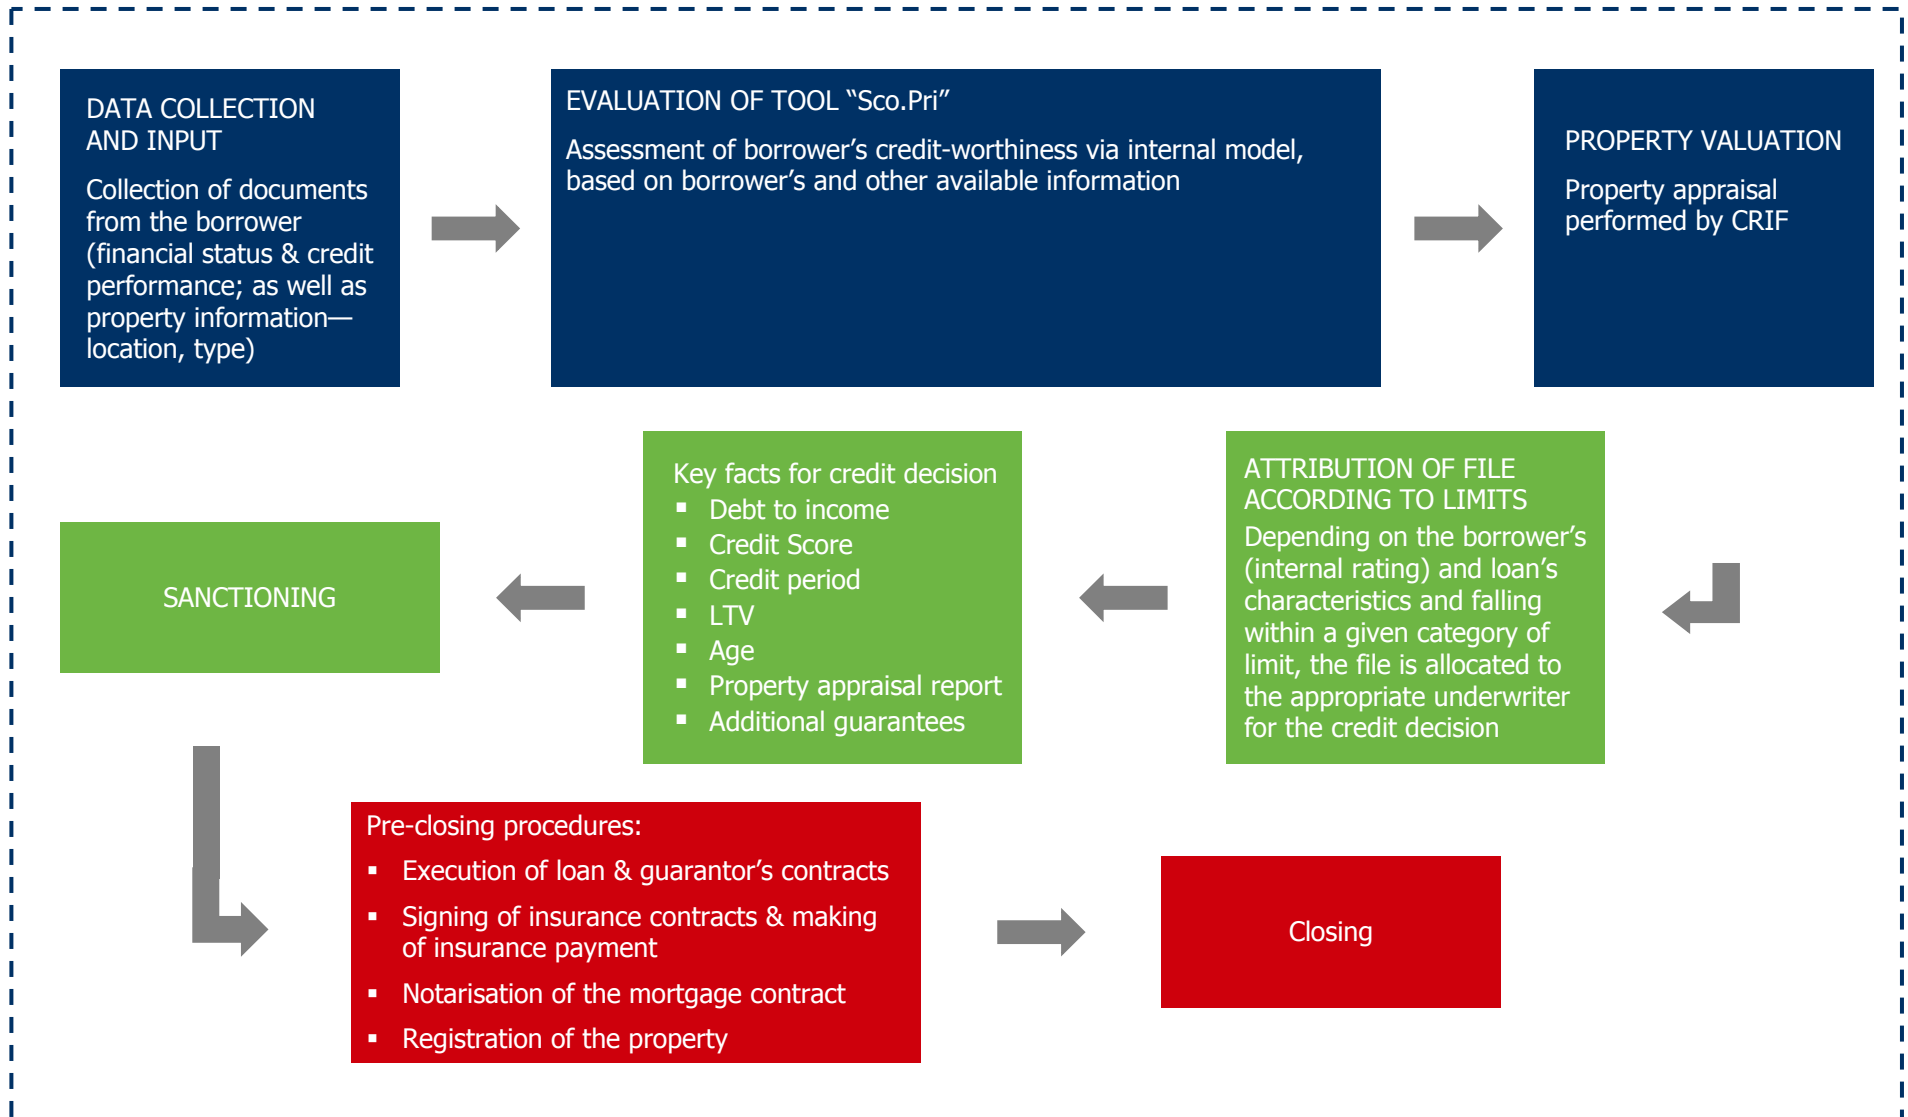 DATA COLLECTION
AND INPUT
Collection of documents
from the borrower
(financial status & credit
performance; as well as
property information—
location, type)
EVALUATION OF TOOL “Sco.Pri”
Assessment of borrower’s credit-worthiness via internal model,
based on borrower’s and other available information
PROPERTY VALUATION
Property appraisal
performed by CRIF
ATTRIBUTION OF FILE
ACCORDING TO LIMITS
Depending on the borrower’s
(internal rating) and loan’s
characteristics and falling
within a given category of
limit, the file is allocated to
the appropriate underwriter
for the credit decision
Key facts for credit decision
▪ Debt to income
▪ Credit Score
▪ Credit period
▪ LTV
▪ Age
▪ Property appraisal report
▪ Additional guarantees
SANCTIONING
Pre-closing procedures:
▪ Execution of loan & guarantor’s contracts
▪ Signing of insurance contracts & making
of insurance payment
▪ Notarisation of the mortgage contract
▪ Registration of the property
Closing